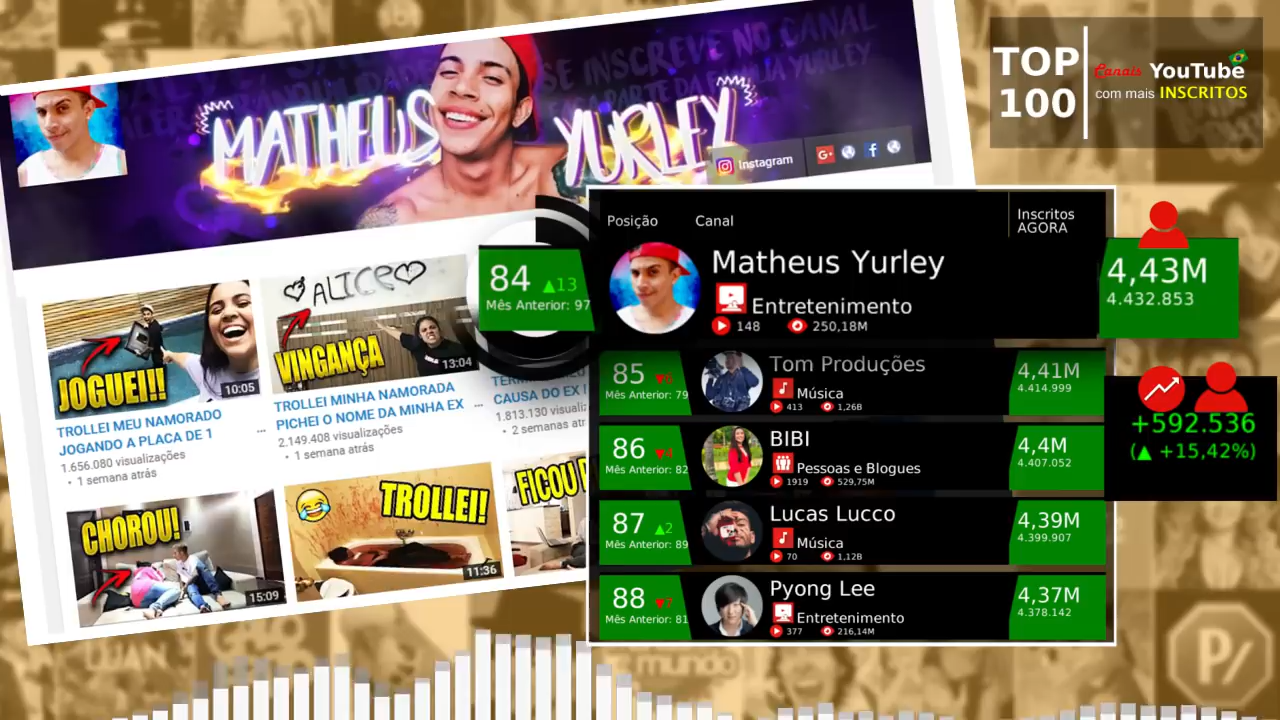 TOP 100
Canais YouTube
com mais INSCRITOS
SE INSCREVE NO CANAL
MATHEUS YURLEY
Instagram
JOGUEI!!
10:05
TROLLEI MEU NAMORADO
JOGANDO A PLACA DE 1
1.656.080 visualizações
• 1 semana atrás
ALICE
VINGANÇA
13:04
TROLLEI MINHA NAMORADA
PICHEI O NOME DA MINHA EX
2.149.408 visualizações
• 1 semana atrás
CAUSA DO EX !
1.813.130
• 2 semanas
CHOROU!
15:09
TROLLEI!
11:36
FICOU
Posição Canal Inscritos
AGORA
84 ▲13
Mês Anterior: 97
Matheus Yurley
Entretenimento
148 250,18M
4,43M
4.432.853
+592.536
(▲ +15,42%)
85 ▼6
Mês Anterior: 79
Tom Produções
Música
413 1,26B
4,41M
4.414.999
86 ▼4
Mês Anterior: 82
BIBI
Pessoas e Blogues
1919 529,75M
4,4M
4.407.052
87 ▲2
Mês Anterior: 89
Lucas Lucco
Música
70 1,12B
4,39M
4.399.907
88 ▼7
Mês Anterior: 81
Pyong Lee
Entretenimento
377 216,14M
4,37M
4.378.142
LUAN
mundo
P/